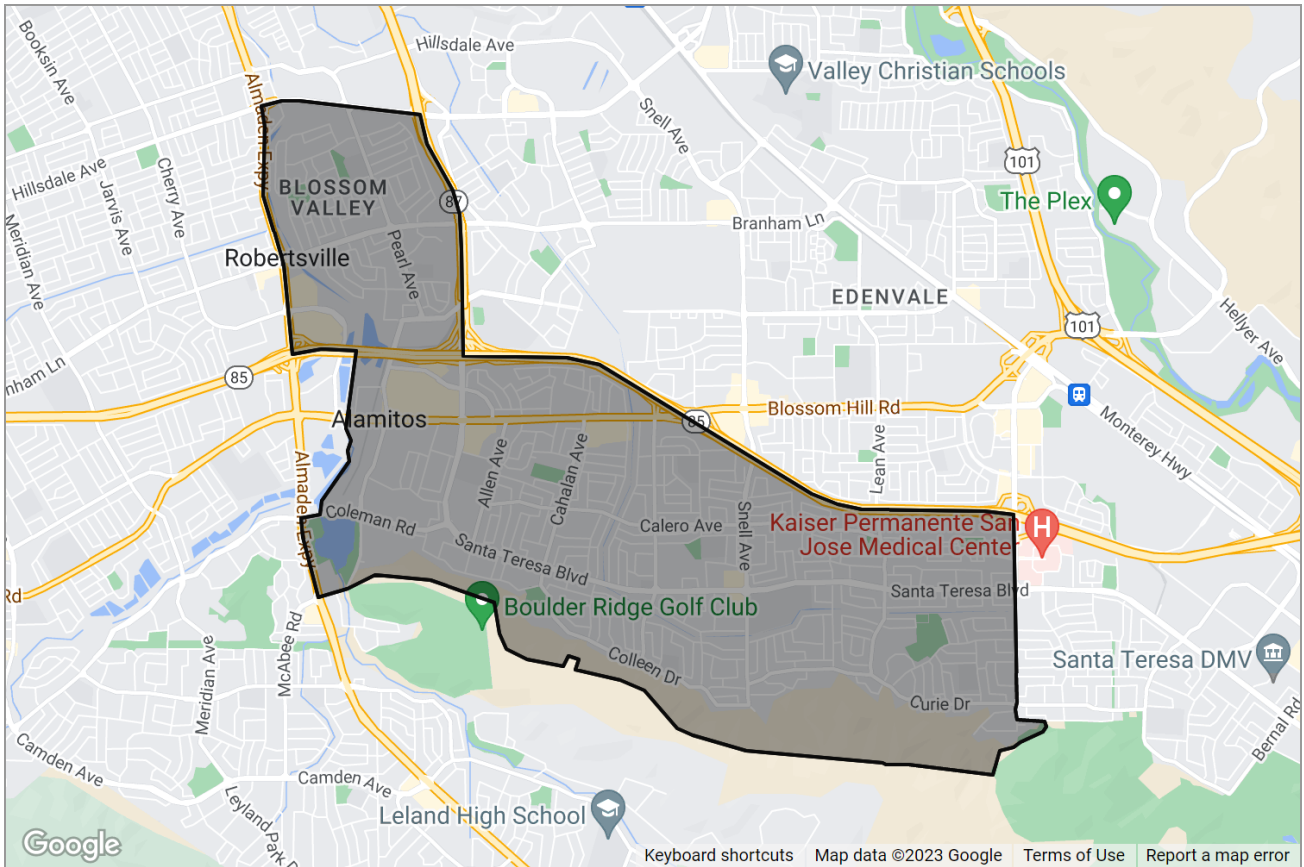 Booksin Ave
Hillsdale Ave
Almaden Expy
Valley Christian Schools
Snell Ave
101
Hillsdale Ave
Cherry Ave
Jarvis Ave
Meridian Ave
BLOSSOM
VALLEY
87
The Plex
Branham Ln
Pearl Ave
Robertsville
EDENVALE
Hellyer Ave
101
nham Ln
85
Blossom Hill Rd
85
Alamitos
Monterey Hwy
Lean Ave
Allen Ave
Cahalan Ave
Almaden Expy
Coleman Rd
Calero Ave
Snell Ave
Kaiser Permanente San
Jose Medical Center
H
Santa Teresa Blvd
Santa Teresa Blvd
Rd
Boulder Ridge Golf Club
McAbee Rd
Meridian Ave
Colleen Dr
Santa Teresa DMV
Curie Dr
Bernal Rd
Camden Ave
Camden Ave
Leyland Park
Leland High School
Google
Keyboard shortcuts
Map data ©2023 Google
Terms of Use
Report a map error